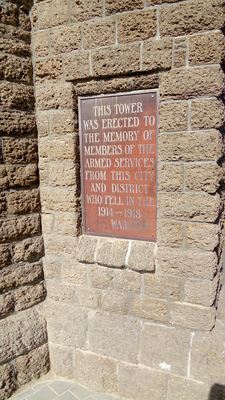 THIS TOWER
WAS ERECTED TO
THE MEMORY OF
MEMBERS OF THE
ARMED SERVICES
FROM THIS CITY
AND DISTRICT
WHO FELL IN THE
1914-1918
WAR